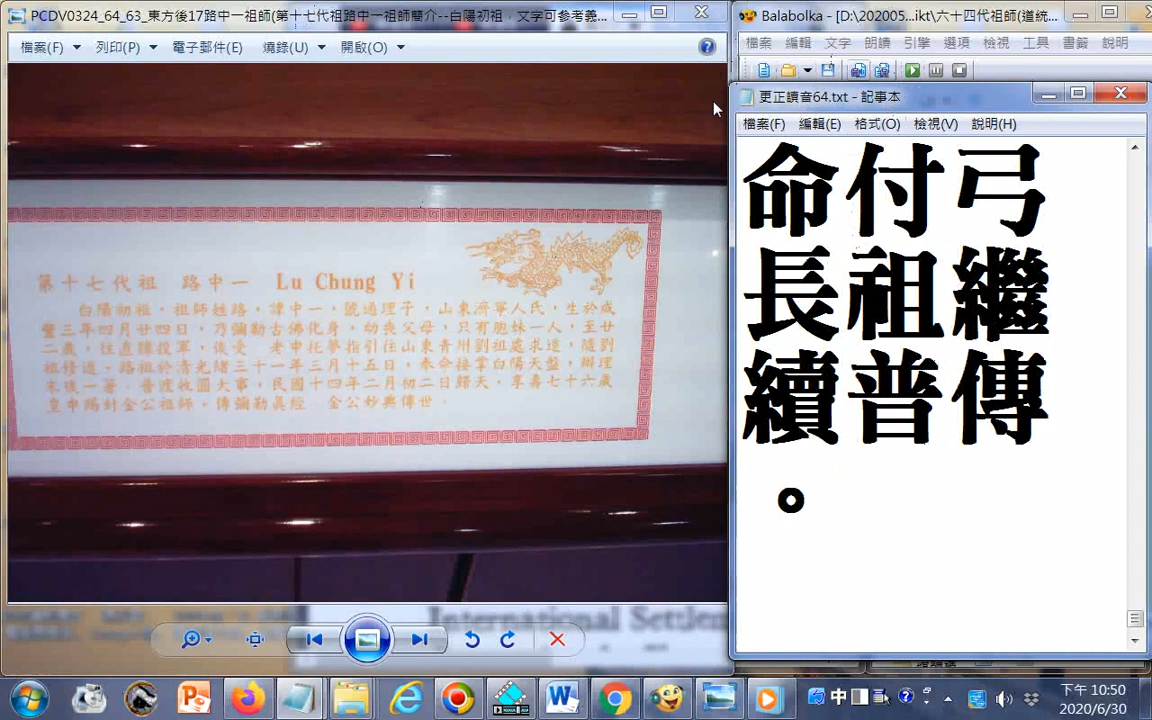 PCDV0324_64_63_東方後17路中一祖師(第十七代祖路中一祖師簡介--白陽初祖．文字可參考義...
檔案(F) 列印(P) 電子郵件(E) 燒錄(U) 開啟(O)
第十七代祖 路中一 Lu Chung Yi
白陽初祖．祖師姓路，諱中一，號通理子，山東濟寧人氏，生於咸
豐三年四月廿四日，乃彌勒古佛化身，幼喪父母，只有胞妹一人，至廿
二歲，往直隸投軍，後受 老中托夢指引往山東青州劉祖處求道，隨劉
祖修道．路祖於清光緒三十一年三月十五日，奉命接掌白陽天盤，辦理
末後一著．普渡收圓大事，民國十四年二月初二日歸天，享壽七十六歲
皇中賜封金公祖師，傳彌勒真經．金公妙典傳世．
International Settlem
Balabolka - [D:\202005...ikt\六十四代祖師(道統...
檔案 編輯 文字 朗讀 引擎 選項 檢視 工具 書籤 說明
更正讀音64.txt - 記事本
檔案(F) 編輯(E) 格式(O) 檢視(V) 說明(H)
命付弓
長祖繼
續普傳
。
中
下午 10:50
2020/6/30